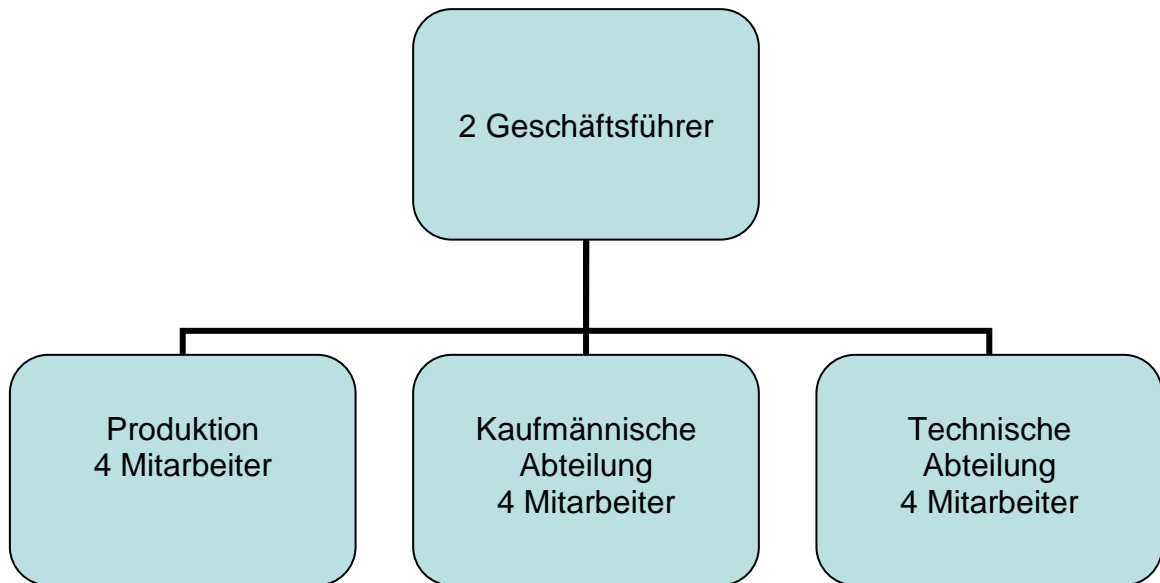 2 Geschäftsführer
Produktion
4 Mitarbeiter
Kaufmännische
Abteilung
4 Mitarbeiter
Technische
Abteilung
4 Mitarbeiter